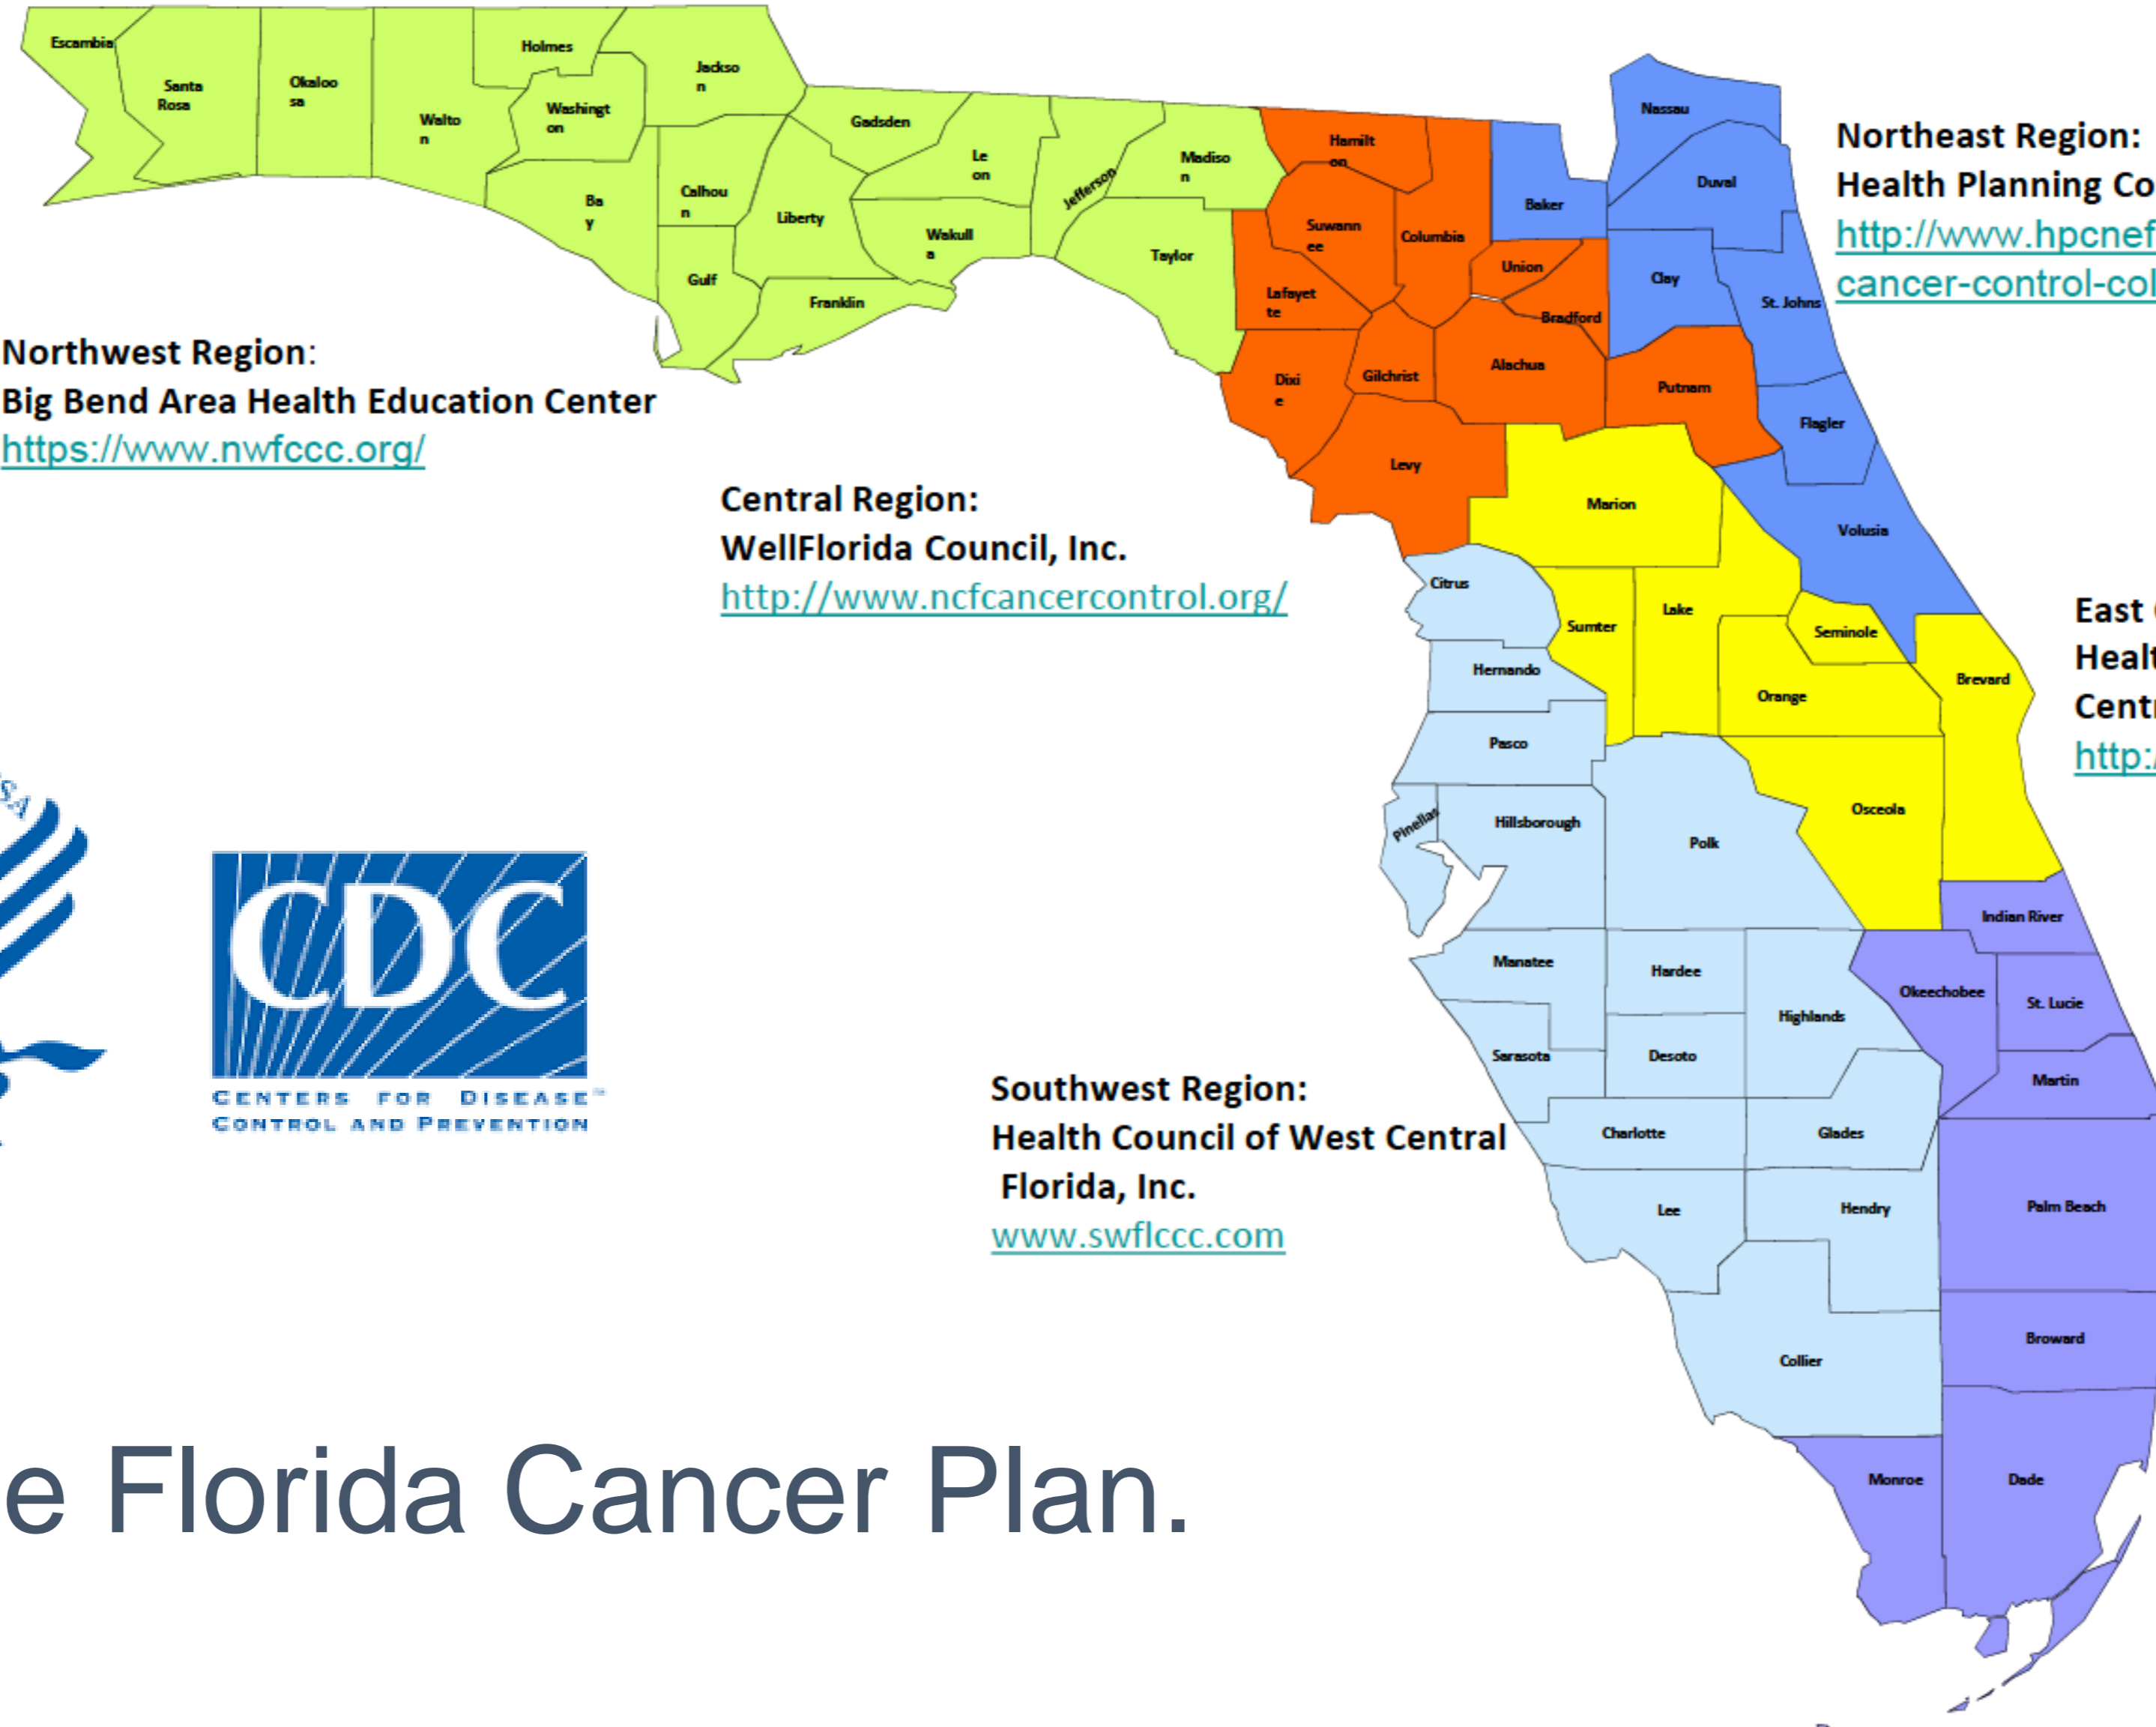 Escambia
Santa
Rosa
Okaloo
sa
Walto
n
Holmes
Washingt
on
Jackso
n
Ba
y
Calhou
n
Gulf
Liberty
Gadsden
Franklin
Le
on
Wakull
a
Jefferson
Madiso
n
Taylor
Hamilt
on
Suwann
ee
Columbia
Lafayet
te
Dixi
e
Gilchrist
Levy
Union
Bradford
Alachua
Putnam
Baker
Nassau
Duval
Clay
St. Johns
Flagler
Volusia
Northeast Region:
Health Planning Co
http://www.hpcnef
cancer-control-col
Northwest Region:
Big Bend Area Health Education Center
https://www.nwfccc.org/
Central Region:
WellFlorida Council, Inc.
http://www.ncfcancercontrol.org/
Marion
Citrus
Sumter
Lake
Seminole
Orange
Brevard
Osceola
East
Healt
Centr
http:/
Hernando
Pasco
Pinellas
Hillsborough
Polk
Manatee
Hardee
Highlands
Sarasota
Desoto
Charlotte
Glades
Lee
Hendry
Collier
Indian River
Okeechobee
St. Lucie
Martin
Palm Beach
Broward
Monroe
Dade
SA
CDC
CENTERS FOR DISEASE™
CONTROL AND PREVENTION
Southwest Region:
Health Council of West Central
Florida, Inc.
www.swflccc.com
e Florida Cancer Plan.